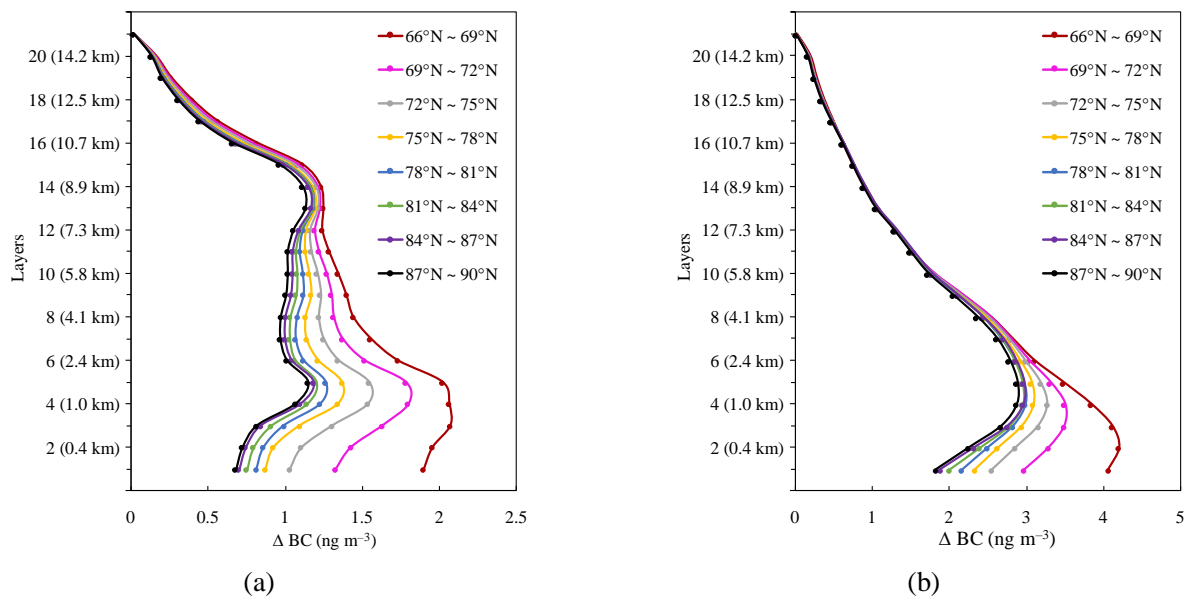 66°N ~ 69°N
69°N ~ 72°N
72°N ~ 75°N
75°N ~ 78°N
78°N ~ 81°N
81°N ~ 84°N
84°N ~ 87°N
87°N ~ 90°N
20 (14.2 km)
18 (12.5 km)
16 (10.7 km)
14 (8.9 km)
12 (7.3 km)
10 (5.8 km)
8 (4.1 km)
6 (2.4 km)
4 (1.0 km)
2 (0.4 km)
Layers
0 0.5 1 1.5 2 2.5
Δ BC (ng m⁻³)
(a)
66°N ~ 69°N
69°N ~ 72°N
72°N ~ 75°N
75°N ~ 78°N
78°N ~ 81°N
81°N ~ 84°N
84°N ~ 87°N
87°N ~ 90°N
20 (14.2 km)
18 (12.5 km)
16 (10.7 km)
14 (8.9 km)
12 (7.3 km)
10 (5.8 km)
8 (4.1 km)
6 (2.4 km)
4 (1.0 km)
2 (0.4 km)
Layers
0 1 2 3 4 5
Δ BC (ng m⁻³)
(b)